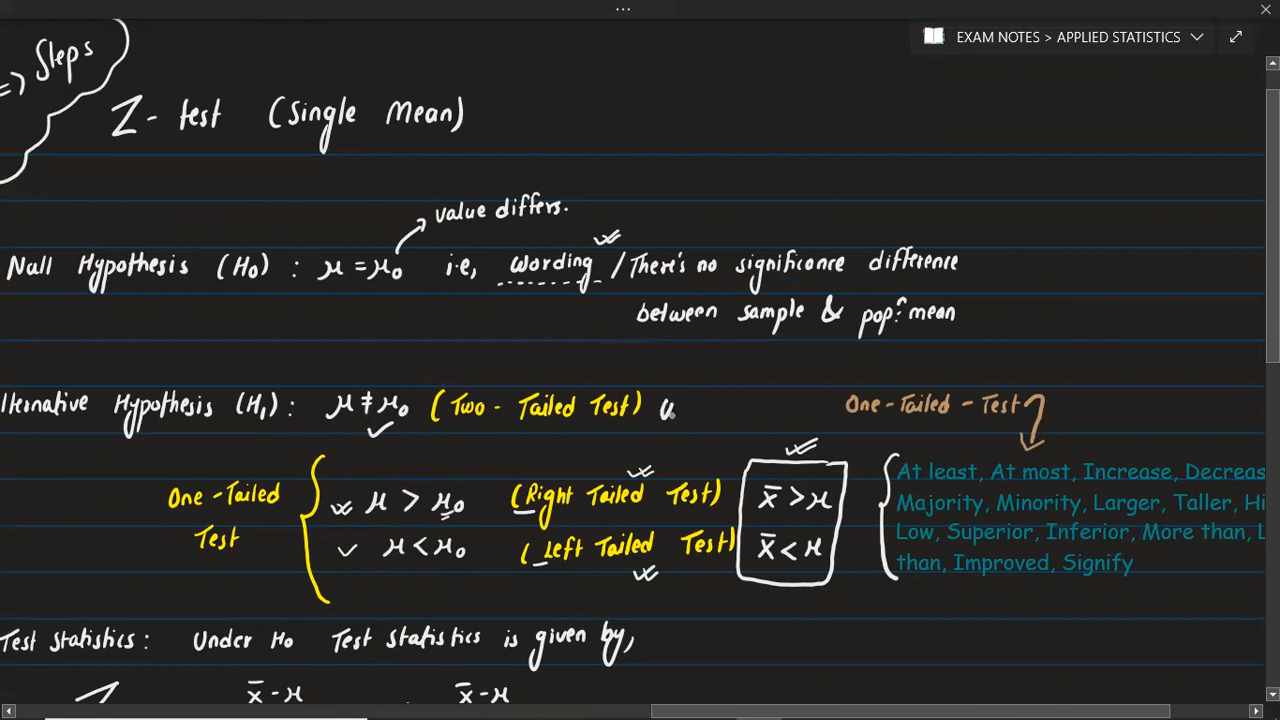 EXAM NOTES > APPLIED STATISTICS
=> Steps
Z - test (Single Mean)
value differs.
Null Hypothesis (H0) : μ = μ0 i.e, Wording / There's no significance difference
between sample & pop? mean
lternative Hypothesis (H1) : μ ≠ μ0 (Two - Tailed Test)
One-Tailed-Test
One-Tailed
Test
μ > μ0 (Right Tailed Test) x̄ > μ
μ < μ0 (Left Tailed Test) x̄ < μ
At least, At most, Increase, Decreas
Majority, Minority, Larger, Taller, Hi
Low, Superior, Inferior, More than, L
than, Improved, Signify
Test Statistics : Under H0 Test statistics is given by,
x̄ - μ x̄ - μ